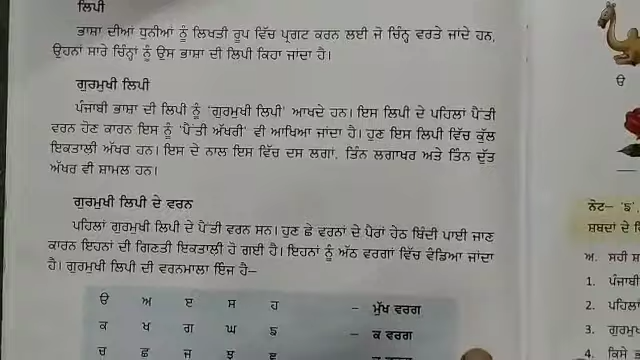 ਲਿਪੀ
ਭਾਸ਼ਾ ਦੀਆਂ ਧੁਨੀਆਂ ਨੂੰ ਲਿਖਤੀ ਰੂਪ ਵਿੱਚ ਪ੍ਰਗਟ ਕਰਨ ਲਈ ਜੋ ਚਿੰਨ੍ਹ ਵਰਤੇ ਜਾਂਦੇ ਹਨ,
ਉਹਨਾਂ ਸਾਰੇ ਚਿੰਨ੍ਹਾਂ ਨੂੰ ਉਸ ਭਾਸ਼ਾ ਦੀ ਲਿਪੀ ਕਿਹਾ ਜਾਂਦਾ ਹੈ।
ਗੁਰਮੁਖੀ ਲਿਪੀ
ਪੰਜਾਬੀ ਭਾਸ਼ਾ ਦੀ ਲਿਪੀ ਨੂੰ 'ਗੁਰਮੁਖੀ ਲਿਪੀ' ਆਖਦੇ ਹਨ। ਇਸ ਲਿਪੀ ਦੇ ਪਹਿਲਾਂ ਪੈਂਤੀ
ਵਰਨ ਹੋਣ ਕਾਰਨ ਇਸ ਨੂੰ 'ਪੈਂਤੀ ਅੱਖਰੀ' ਵੀ ਆਖਿਆ ਜਾਂਦਾ ਹੈ। ਹੁਣ ਇਸ ਲਿਪੀ ਵਿੱਚ ਕੁੱਲ
ਇਕਤਾਲੀ ਅੱਖਰ ਹਨ। ਇਸ ਦੇ ਨਾਲ ਇਸ ਵਿੱਚ ਦਸ ਲਗਾਂ, ਤਿੰਨ ਲਗਾਖਰ ਅਤੇ ਤਿੰਨ ਦੁੱਤ
ਅੱਖਰ ਵੀ ਸ਼ਾਮਲ ਹਨ।
ਗੁਰਮੁਖੀ ਲਿਪੀ ਦੇ ਵਰਨ
ਪਹਿਲਾਂ ਗੁਰਮੁਖੀ ਲਿਪੀ ਦੇ ਪੈਂਤੀ ਵਰਨ ਸਨ। ਹੁਣ ਛੇ ਵਰਨਾਂ ਦੇ ਪੈਰਾਂ ਹੇਠ ਬਿੰਦੀ ਪਾਈ ਜਾਣ
ਕਾਰਨ ਇਹਨਾਂ ਦੀ ਗਿਣਤੀ ਇਕਤਾਲੀ ਹੋ ਗਈ ਹੈ। ਇਹਨਾਂ ਨੂੰ ਅੱਠ ਵਰਗਾਂ ਵਿੱਚ ਵੰਡਿਆ ਜਾਂਦਾ
ਹੈ। ਗੁਰਮੁਖੀ ਲਿਪੀ ਦੀ ਵਰਨਮਾਲਾ ਇੰਜ ਹੈ–
ੳ ਅ ੲ ਸ ਹ – ਮੁੱਖ ਵਰਗ
ਕ ਖ ਗ ਘ ਙ – ਕ ਵਰਗ
ਚ ਛ ਜ ਝ
ੳ
ਨੋਟ– 'ਙ',
ਸ਼ਬਦਾਂ ਦੇ
ਅ. ਸਹੀ
1. ਪੰਜਾਬੀ
2. ਪਹਿਲਾਂ
3. ਗੁਰਮੁਖੀ
4. ਕਿਸੇ